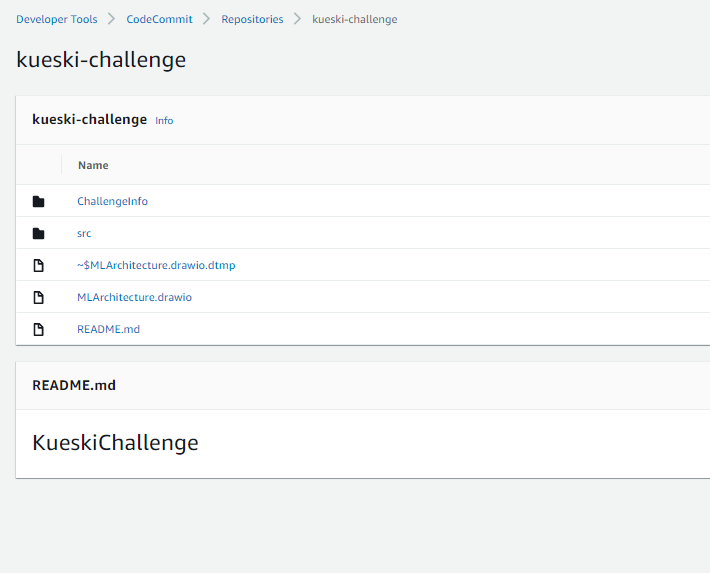 Developer Tools > CodeCommit > Repositories > kueski-challenge
kueski-challenge
kueski-challenge Info
Name
ChallengeInfo
src
~$MLArchitecture.drawio.dtmp
MLArchitecture.drawio
README.md
README.md
KueskiChallenge